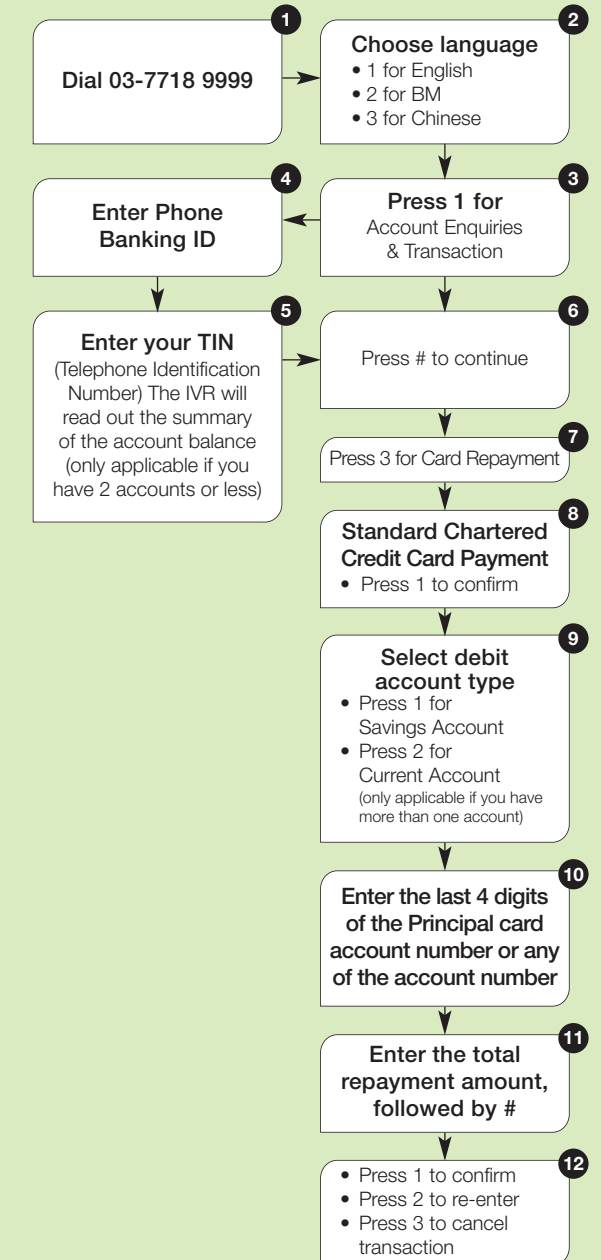 1
Dial 03-7718 9999
2
Choose language
• 1 for English
• 2 for BM
• 3 for Chinese
3
Press 1 for
Account Enquiries
& Transaction
4
Enter Phone
Banking ID
5
Enter your TIN
(Telephone Identification
Number) The IVR will
read out the summary
of the account balance
(only applicable if you
have 2 accounts or less)
6
Press # to continue
7
Press 3 for Card Repayment
8
Standard Chartered
Credit Card Payment
• Press 1 to confirm
9
Select debit
account type
• Press 1 for
Savings Account
• Press 2 for
Current Account
(only applicable if you have
more than one account)
10
Enter the last 4 digits
of the Principal card
account number or any
of the account number
11
Enter the total
repayment amount,
followed by #
12
• Press 1 to confirm
• Press 2 to re-enter
• Press 3 to cancel
transaction